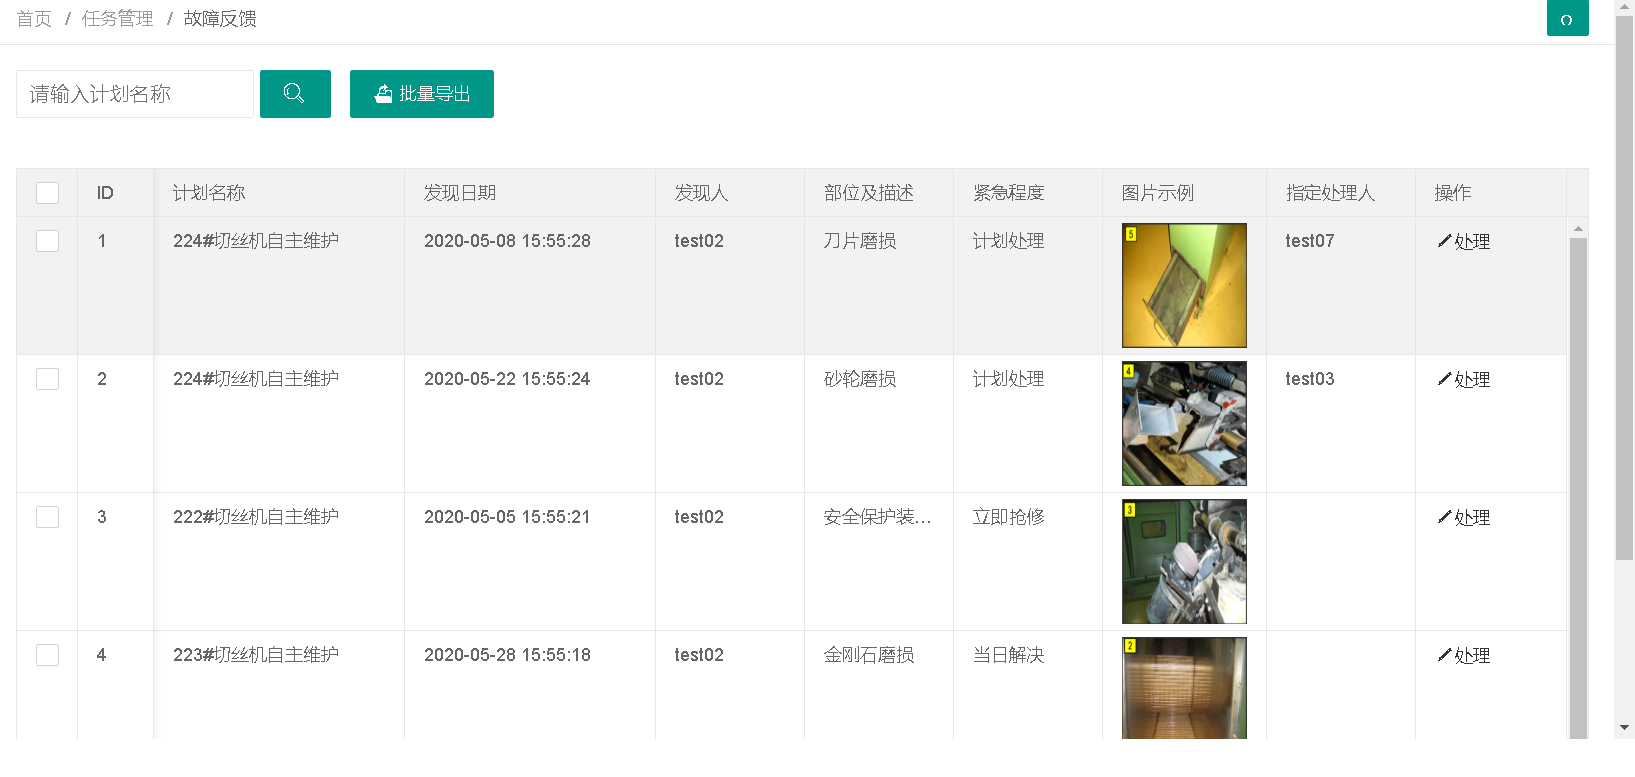 首页 / 任务管理 / 故障反馈
请输入计划名称 批量导出
ID 计划名称 发现日期 发现人 部位及描述 紧急程度 图片示例 指定处理人 操作
1 224#切丝机自主维护 2020-05-08 15:55:28 test02 刀片磨损 计划处理 5 test07 处理
2 224#切丝机自主维护 2020-05-22 15:55:24 test02 砂轮磨损 计划处理 4 test03 处理
3 222#切丝机自主维护 2020-05-05 15:55:21 test02 安全保护装... 立即抢修 3 处理
4 223#切丝机自主维护 2020-05-28 15:55:18 test02 金刚石磨损 当日解决 2 处理